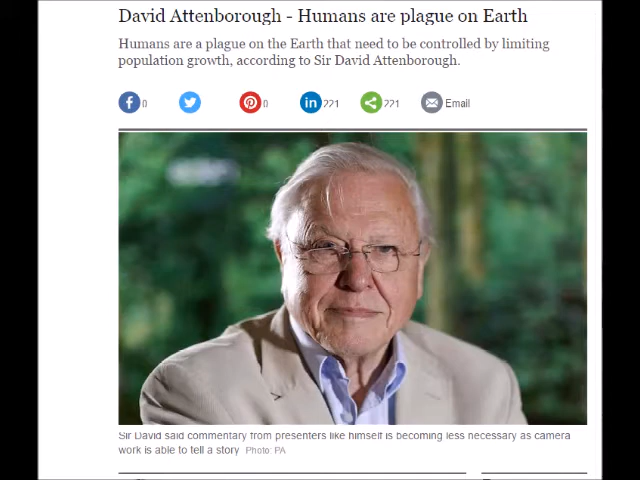 David Attenborough - Humans are plague on Earth
Humans are a plague on the Earth that need to be controlled by limiting
population growth, according to Sir David Attenborough.
0 0 221 221 Email
Sir David said commentary from presenters like himself is becoming less necessary as camera
work is able to tell a story Photo: PA